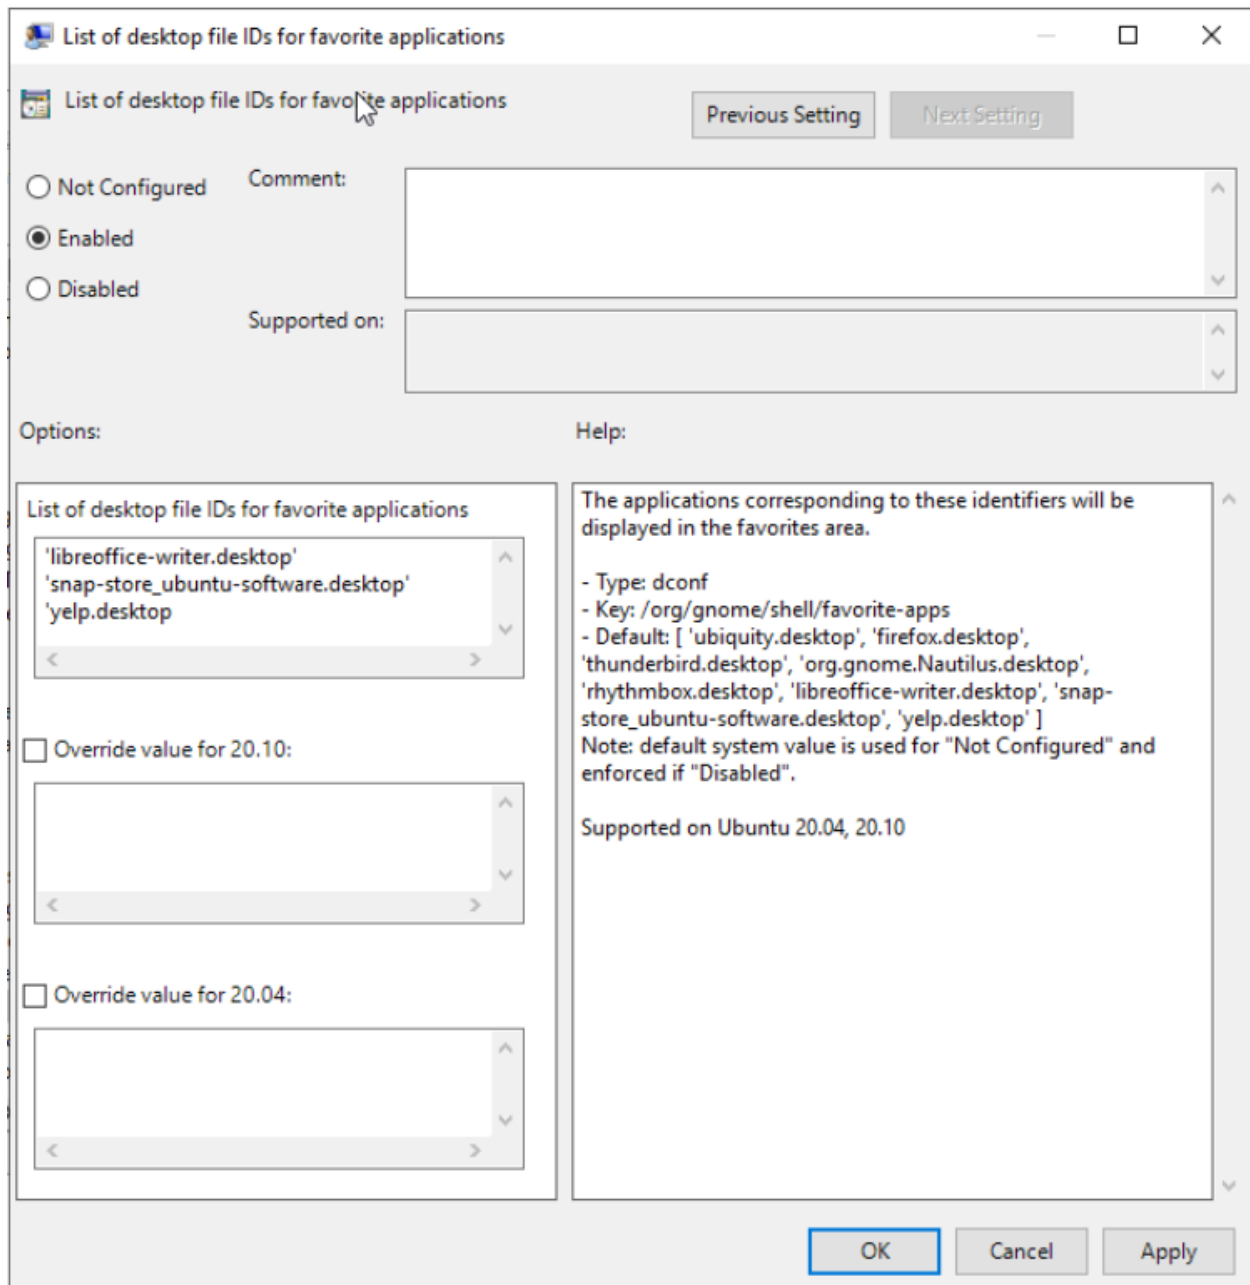 List of desktop file IDs for favorite applications
List of desktop file IDs for favorite applications
Previous Setting
Next Setting
Not Configured
Comment:
Enabled
Disabled
Supported on:
Options:
Help:
List of desktop file IDs for favorite applications
'libreoffice-writer.desktop'
'snap-store_ubuntu-software.desktop'
'yelp.desktop
Override value for 20.10:
Override value for 20.04:
The applications corresponding to these identifiers will be
displayed in the favorites area.
- Type: dconf
- Key: /org/gnome/shell/favorite-apps
- Default: [ 'ubiquity.desktop', 'firefox.desktop',
'thunderbird.desktop', 'org.gnome.Nautilus.desktop',
'rhythmbox.desktop', 'libreoffice-writer.desktop', 'snap-
store_ubuntu-software.desktop', 'yelp.desktop' ]
Note: default system value is used for "Not Configured" and
enforced if "Disabled".
Supported on Ubuntu 20.04, 20.10
OK
Cancel
Apply